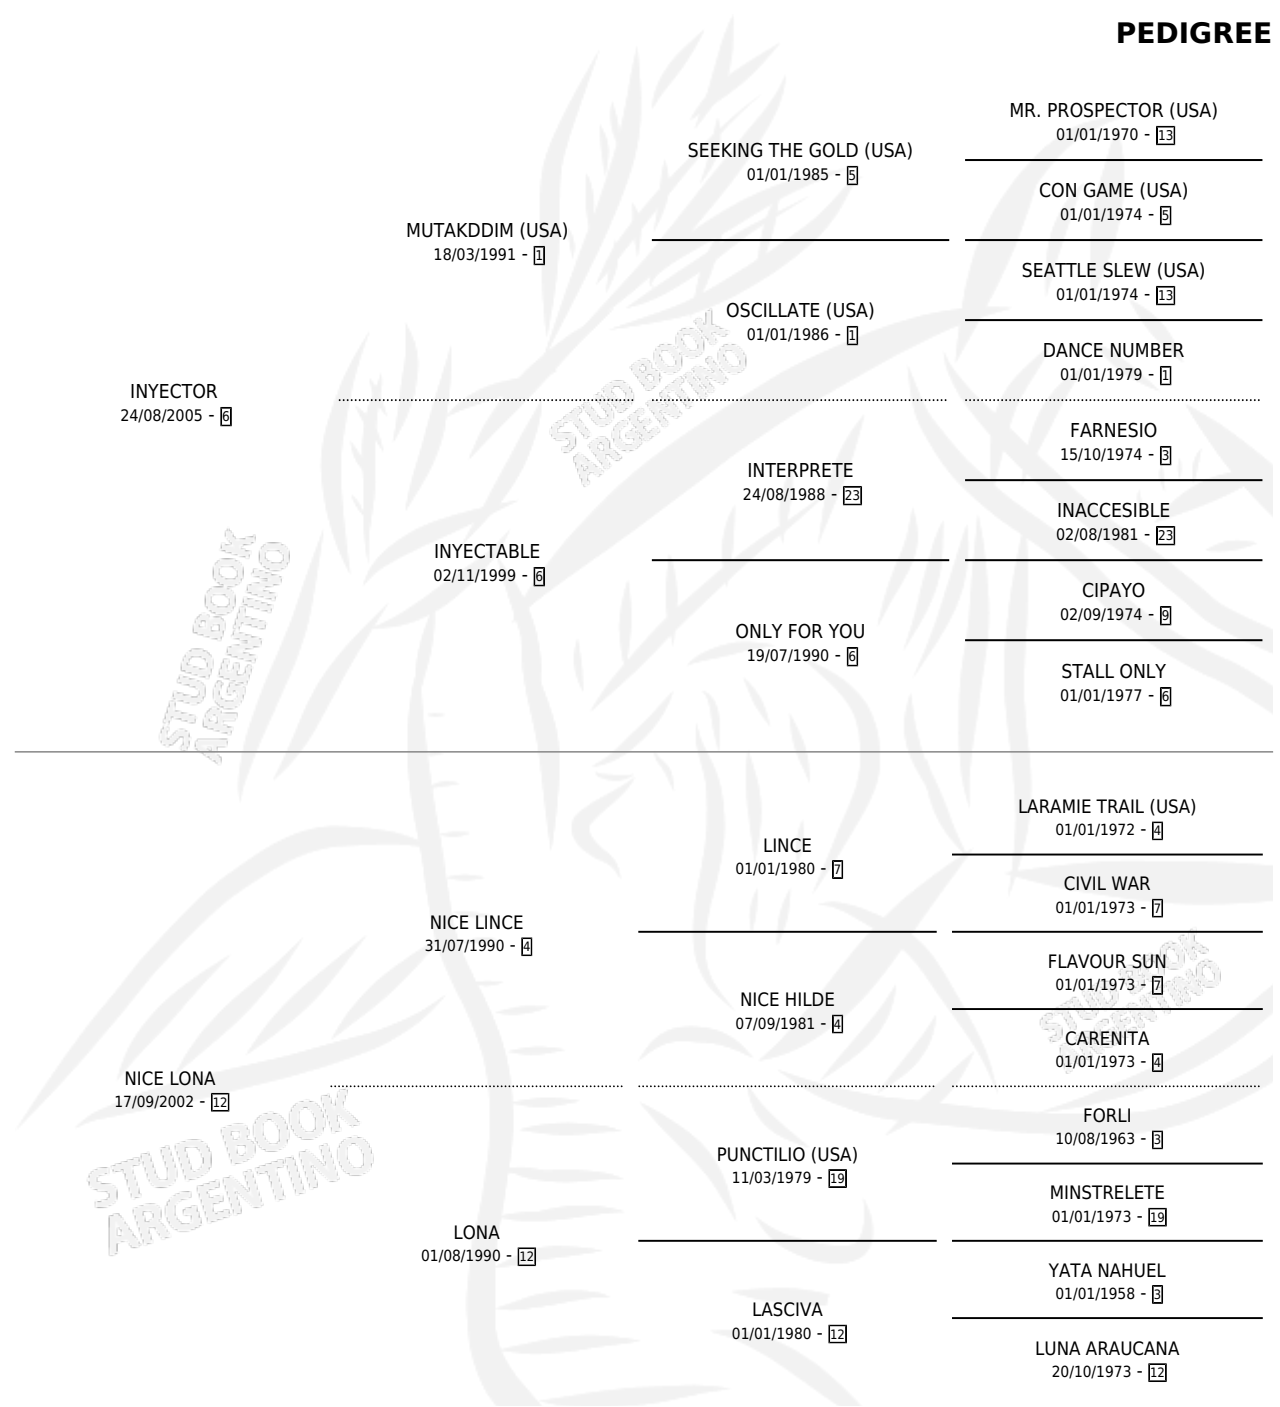 PEDIGREE
MR. PROSPECTOR (USA)
01/01/1970 - 13
SEEKING THE GOLD (USA)
01/01/1985 - 5
CON GAME (USA)
01/01/1974 - 5
MUTAKDDIM (USA)
18/03/1991 - 1
SEATTLE SLEW (USA)
01/01/1974 - 13
OSCILLATE (USA)
01/01/1986 - 1
DANCE NUMBER
01/01/1979 - 1
INYECTOR
24/08/2005 - 6
FARNESIO
15/10/1974 - 3
INTERPRETE
24/08/1988 - 23
INACCESIBLE
02/08/1981 - 23
INYECTABLE
02/11/1999 - 6
CIPAYO
02/09/1974 - 9
ONLY FOR YOU
19/07/1990 - 6
STALL ONLY
01/01/1977 - 6
LARAMIE TRAIL (USA)
01/01/1972 - 4
LINCE
01/01/1980 - 7
CIVIL WAR
01/01/1973 - 7
NICE LINCE
31/07/1990 - 4
FLAVOUR SUN
01/01/1973 - 7
NICE HILDE
07/09/1981 - 4
CARENITA
01/01/1973 - 4
NICE LONA
17/09/2002 - 12
FORLI
10/08/1963 - 3
PUNCTILIO (USA)
11/03/1979 - 19
MINSTRELETE
01/01/1973 - 19
LONA
01/08/1990 - 12
YATA NAHUEL
01/01/1958 - 3
LASCIVA
01/01/1980 - 12
LUNA ARAUCANA
20/10/1973 - 12
STUD BOOK
ARGENTINO
STUD BOOK
ARGENTINO
STUD BOOK
ARGENTINO
STUD BOOK
ARGENTINO